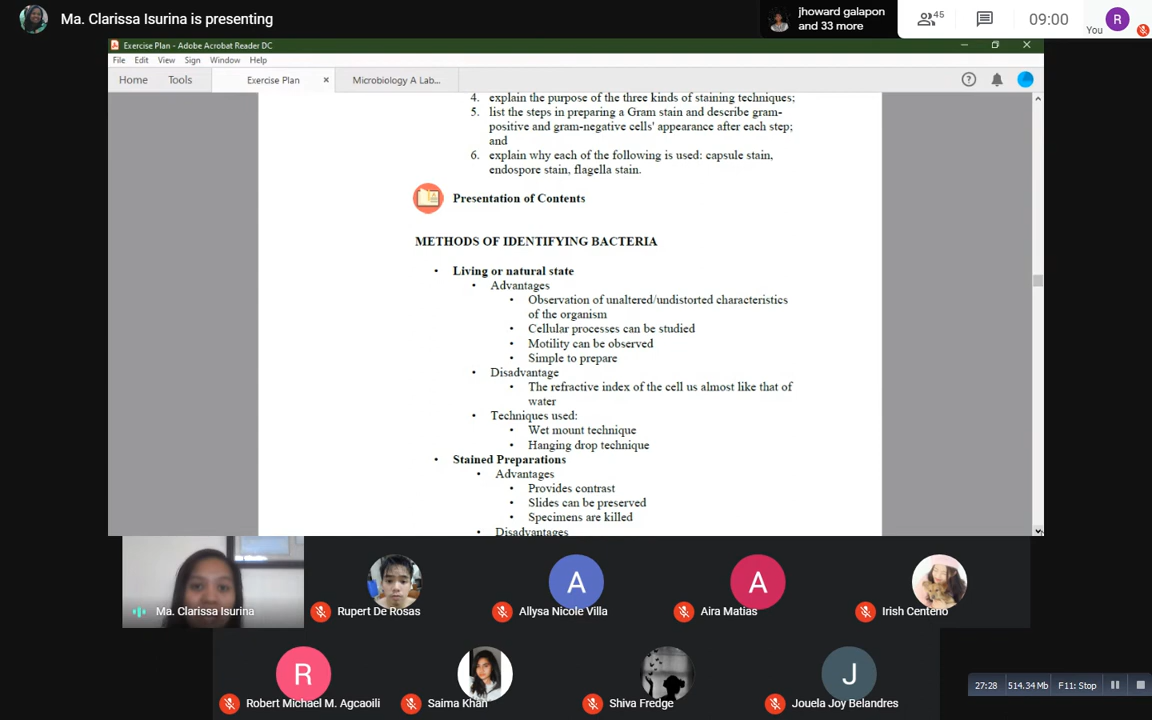 Ma. Clarissa Isurina is presenting
jhoward galapon
and 33 more
45
09:00
You
R
Exercise Plan - Adobe Acrobat Reader DC
File Edit View Sign Window Help
Home Tools Exercise Plan × Microbiology A Lab...
4. explain the purpose of the three kinds of staining techniques;
5. list the steps in preparing a Gram stain and describe gram-
positive and gram-negative cells' appearance after each step;
and
6. explain why each of the following is used: capsule stain,
endospore stain, flagella stain.
Presentation of Contents
METHODS OF IDENTIFYING BACTERIA
• Living or natural state
• Advantages
• Observation of unaltered/undistorted characteristics
of the organism
• Cellular processes can be studied
• Motility can be observed
• Simple to prepare
• Disadvantage
• The refractive index of the cell us almost like that of
water
• Techniques used:
• Wet mount technique
• Hanging drop technique
• Stained Preparations
• Advantages
• Provides contrast
• Slides can be preserved
• Specimens are killed
• Disadvantages
A
A
Ma. Clarissa Isurina
Rupert De Rosas
Allysa Nicole Villa
Aira Matias
Irish Centeno
R
J
Robert Michael M. Agcaoili
Saima Khan
Shiva Fredge
Jouela Joy Belandres
27:28 514.34 Mb F11: Stop